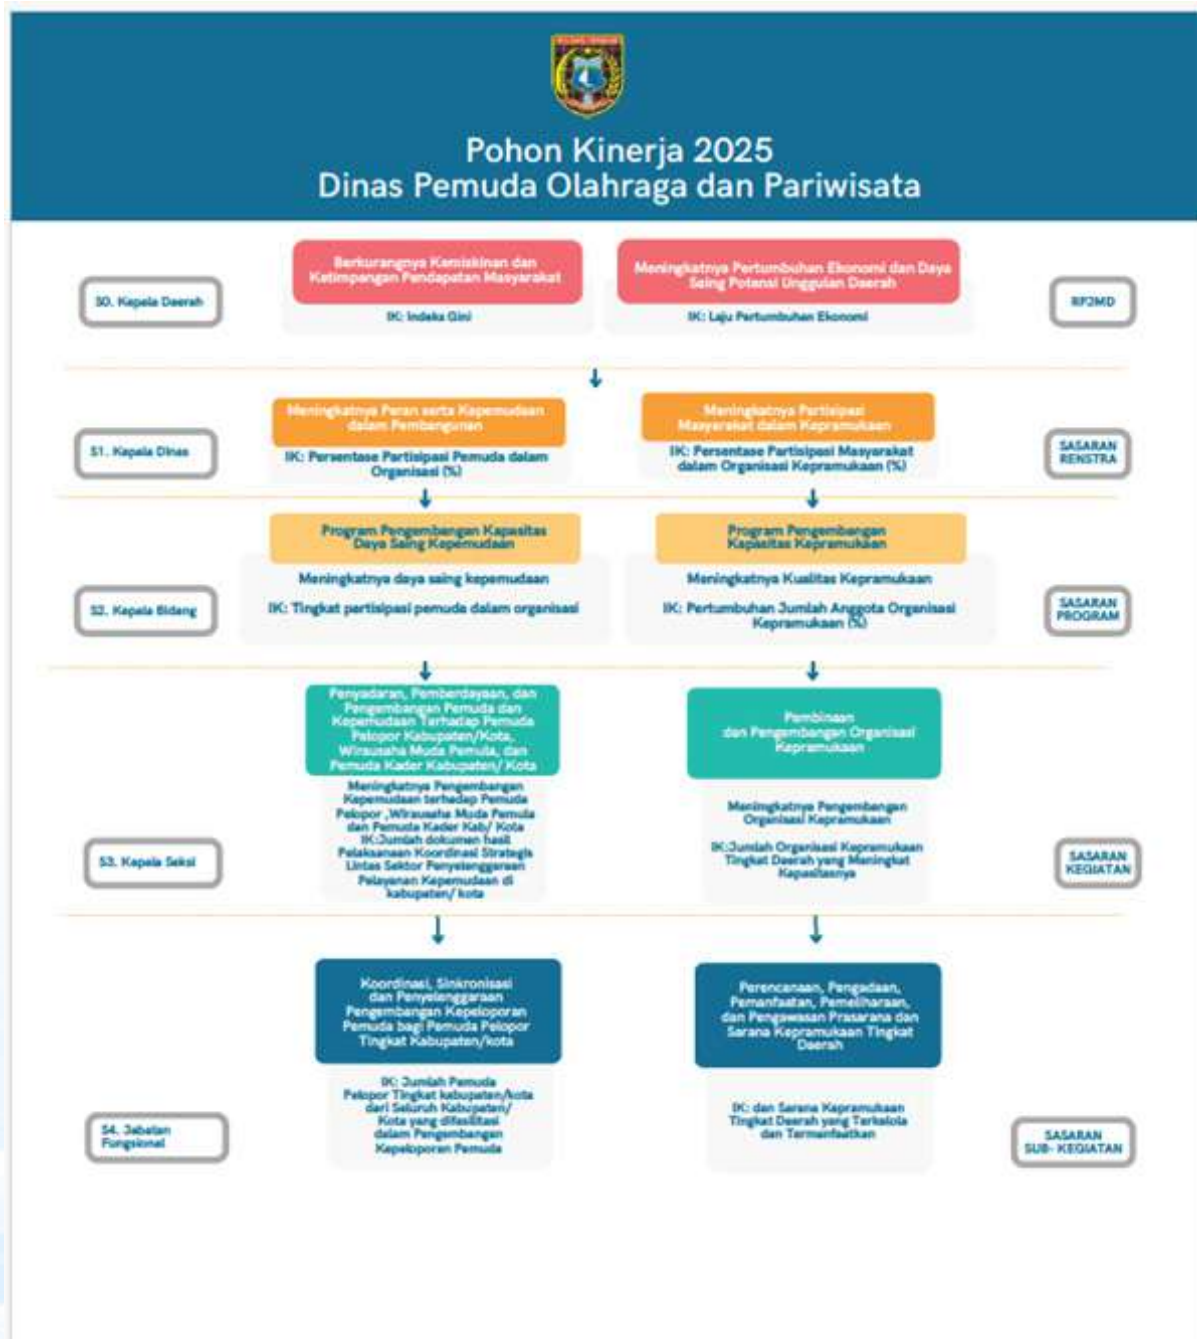 Pohon Kinerja 2025
Dinas Pemuda Olahraga dan Pariwisata
S0. Kepala Daerah
Berkurangnya Kemiskinan dan
Ketimpangan Pendapatan Masyarakat
IK: Indeks Gini
Meningkatnya Pertumbuhan Ekonomi dan Daya
Saing Potensi Unggulan Daerah
IK: Laju Pertumbuhan Ekonomi
RPJMD
S1. Kepala Dinas
Meningkatnya Peran serta Kepemudaan
dalam Pembangunan
IK: Persentase Partisipasi Pemuda dalam
Organisasi (%)
Meningkatnya Partisipasi
Masyarakat dalam Kepramukaan
IK: Persentase Partisipasi Masyarakat
dalam Organisasi Kepramukaan (%)
SASARAN
RENSTRA
S2. Kepala Bidang
Program Pengembangan Kapasitas
Daya Saing Kepemudaan
Meningkatnya daya saing kepemudaan
IK: Tingkat partisipasi pemuda dalam organisasi
Program Pengembangan
Kapasitas Kepramukaan
Meningkatnya Kualitas Kepramukaan
IK: Pertumbuhan Jumlah Anggota Organisasi
Kepramukaan (%)
SASARAN
PROGRAM
S3. Kepala Seksi
Penyadaran, Pemberdayaan, dan
Pengembangan Pemuda dan
Kepemudaan Terhadap Pemuda
Pelopor Kabupaten/Kota,
Wirausaha Muda Pemula, dan
Pemuda Kader Kabupaten/ Kota
Meningkatnya Pengembangan
Kepemudaan terhadap Pemuda
Pelopor ,Wirausaha Muda Pemula
dan Pemuda Kader Kab/ Kota
IK:Jumlah dokumen hasil
Pelaksanaan Koordinasi Strategis
Lintas Sektor Penyelenggaraan
Pelayanan Kepemudaan di
kabupaten/ kota
Pembinaan
dan Pengembangan Organisasi
Kepramukaan
Meningkatnya Pengembangan
Organisasi Kepramukaan
IK:Jumlah Organisasi Kepramukaan
Tingkat Daerah yang Meningkat
Kapasitasnya
SASARAN
KEGIATAN
S4. Jabatan
Fungsional
Koordinasi, Sinkronisasi
dan Penyelenggaraan
Pengembangan Kepeloporan
Pemuda bagi Pemuda Pelopor
Tingkat Kabupaten/kota
IK: Jumlah Pemuda
Pelopor Tingkat kabupaten/kota
dari Seluruh Kabupaten/
Kota yang difasilitasi
dalam Pengembangan
Kepeloporan Pemuda
Perencanaan, Pengadaan,
Pemanfaatan, Pemeliharaan,
dan Pengawasan Prasarana dan
Sarana Kepramukaan Tingkat
Daerah
IK: dan Sarana Kepramukaan
Tingkat Daerah yang Terkelola
dan Termanfaatkan
SASARAN
SUB- KEGIATAN